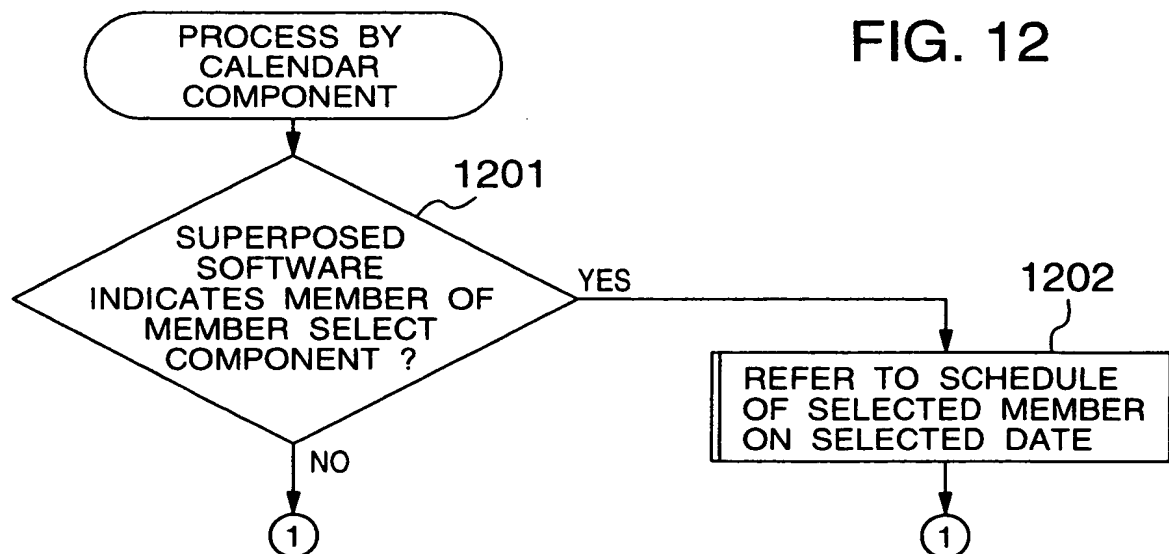 PROCESS BY
CALENDAR
COMPONENT
FIG. 12
1201
SUPERPOSED
SOFTWARE
INDICATES MEMBER OF
MEMBER SELECT
COMPONENT ?
YES
1202
REFER TO SCHEDULE
OF SELECTED MEMBER
ON SELECTED DATE
NO
1
1